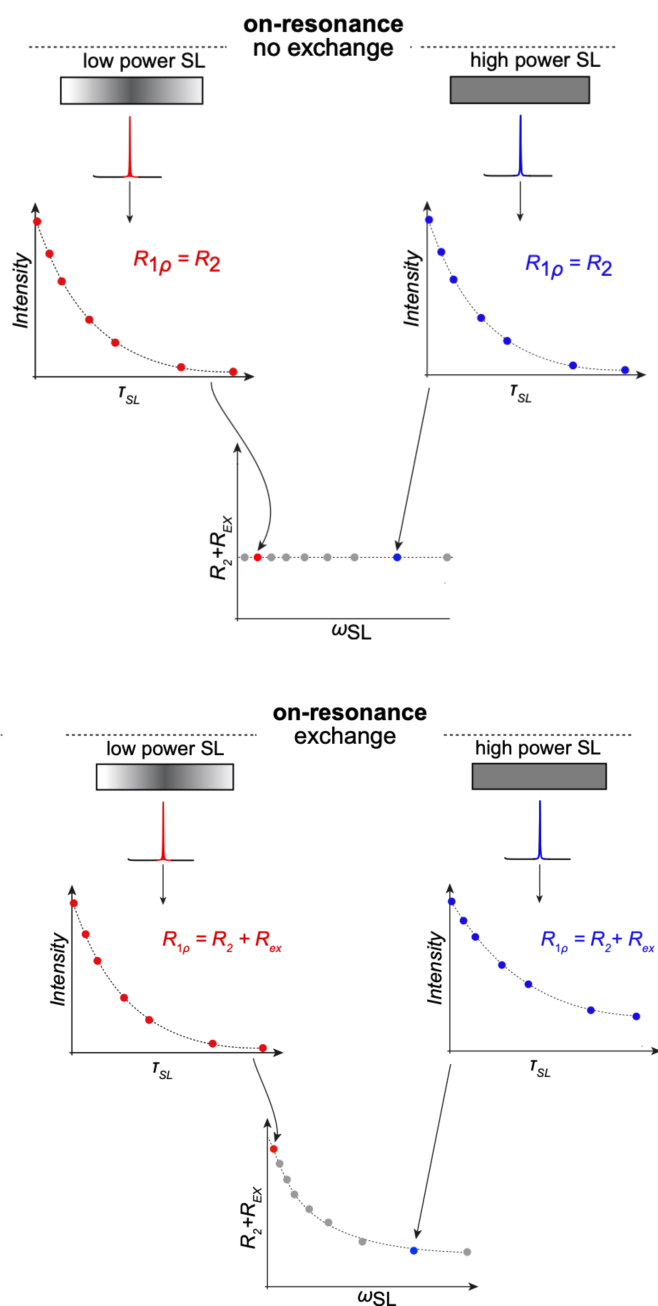 on-resonance
no exchange
low power SL
high power SL
Intensity
R1ρ = R2
τSL
Intensity
R1ρ = R2
τSL
R2+REX
ωSL
on-resonance
exchange
low power SL
high power SL
Intensity
R1ρ = R2 + Rex
τSL
Intensity
R1ρ = R2+ Rex
τSL
R2+REX
ωSL